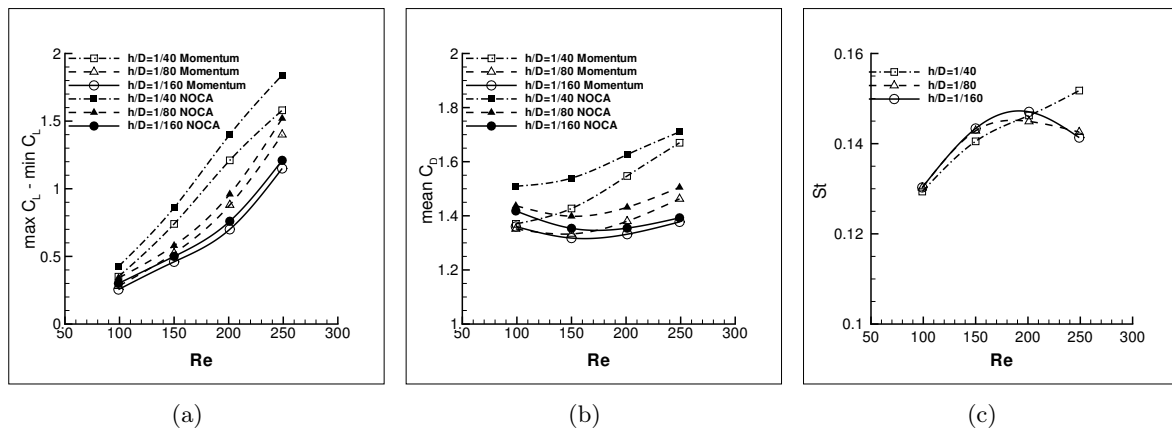 max C_L - min C_L
2
1.5
1
0.5
0
50 100 150 200 250 300
Re
h/D=1/40 Momentum
h/D=1/80 Momentum
h/D=1/160 Momentum
h/D=1/40 NOCA
h/D=1/80 NOCA
h/D=1/160 NOCA
(a)
mean C_D
2
1.8
1.6
1.4
1.2
1
50 100 150 200 250 300
Re
h/D=1/40 Momentum
h/D=1/80 Momentum
h/D=1/160 Momentum
h/D=1/40 NOCA
h/D=1/80 NOCA
h/D=1/160 NOCA
(b)
St
0.16
0.14
0.12
0.1
50 100 150 200 250 300
Re
h/D=1/40
h/D=1/80
h/D=1/160
(c)